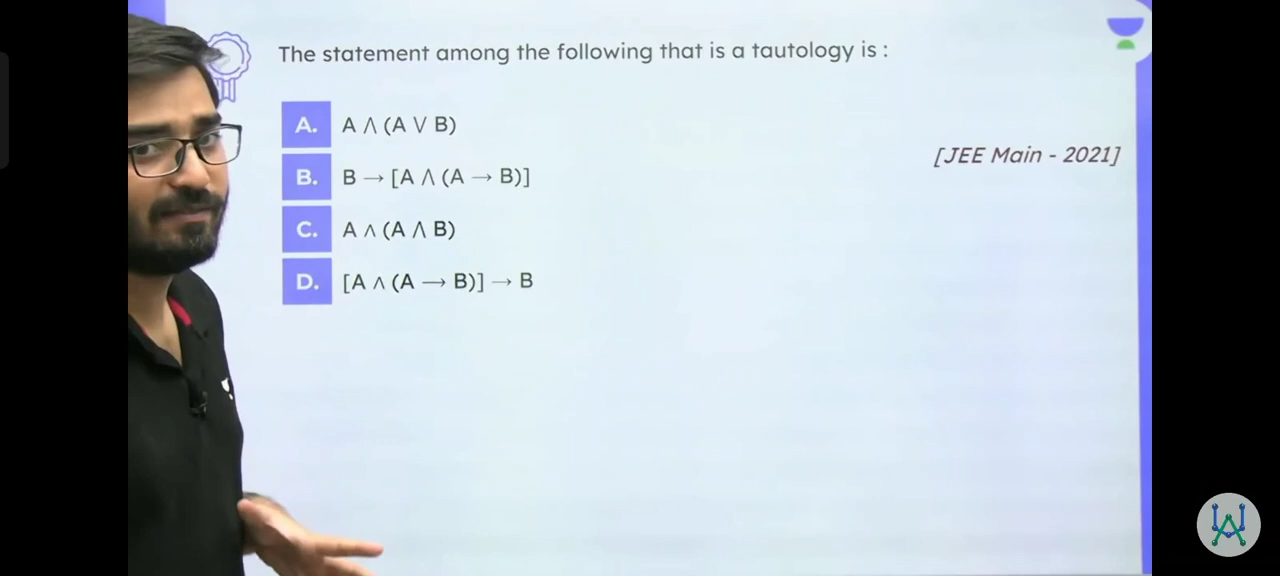 The statement among the following that is a tautology is :
A. A ∧ (A ∨ B)
[JEE Main - 2021]
B. B → [A ∧ (A → B)]
C. A ∧ (A ∧ B)
D. [A ∧ (A → B)] → B